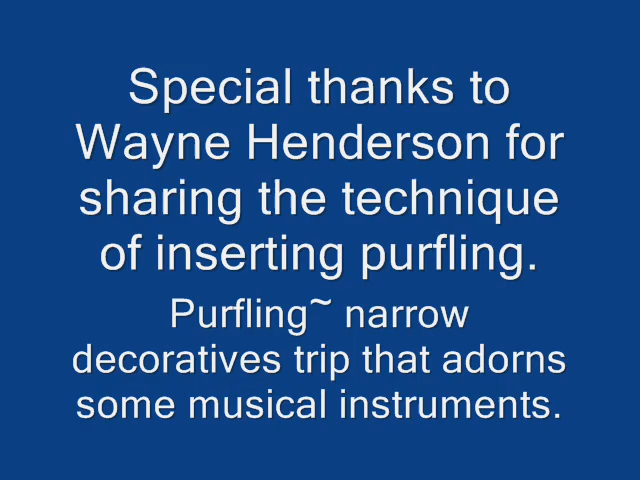 Special thanks to
Wayne Henderson for
sharing the technique
of inserting purfling.
Purfling~ narrow
decoratives trip that adorns
some musical instruments.